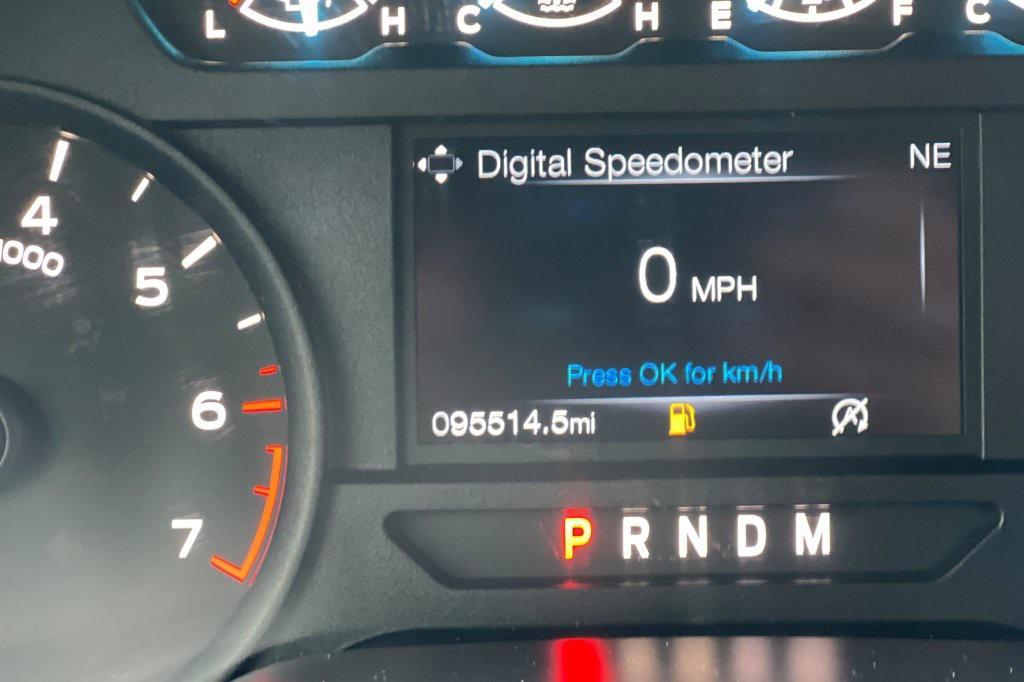 L H C H E F C
Digital Speedometer NE
4
1000
5
0 MPH
Press OK for km/h
6
095514.5mi
7
P R N D M